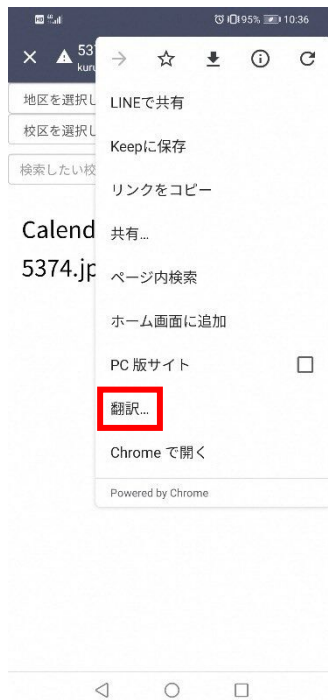 95% 10:36
53
kuru
地区を選択し
校区を選択し
検索したい校
Calend
5374.jp
LINEで共有
Keepに保存
リンクをコピー
共有...
ページ内検索
ホーム画面に追加
PC 版サイト
翻訳...
Chrome で開く
Powered by Chrome